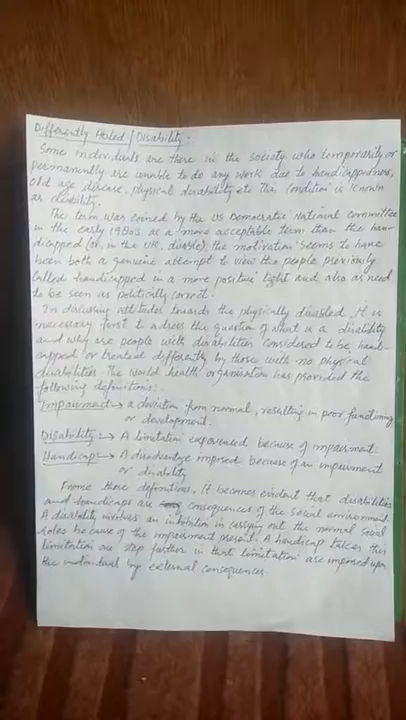 Differently Abled / Disability :
Some individuals are there in the society who temporarily or
permanently are unable to do any work due to handicappedness,
old age disease, physical disability etc. The condition is known
as disability.
The term was coined by the US Democratic National committee
in the early 1980s as a more acceptable term than the han-
dicapped (or, in the UK, disable), the motivation seems to have
been both a genuine attempt to view the people previously
called handicapped in a more positive light and also as need
to be seen as politically correct.
In discussing attitudes towards the physically disabled, it is
necessary first to adress the question of what is a disability
and why are people with disabilities considered to be handi-
capped or treated differently by those with no physical
disabilities. The world health organisation has provided the
following definition's :
Impairment → a deviation from normal, resulting in poor functioning
or development.
Disability → A limitation experienced because of impairment.
Handicap → A disadvantage imposed because of an impairment
or disability
Frome these definitions, it becomes evident that disabilities
and handicaps are consequences of the social environment.
A disability involves an inhibition in carrying out the normal social
roles because of the impairment present. A handicap takes this
limitation are step further in that limitation are imposed upon
the individual by external consequences.